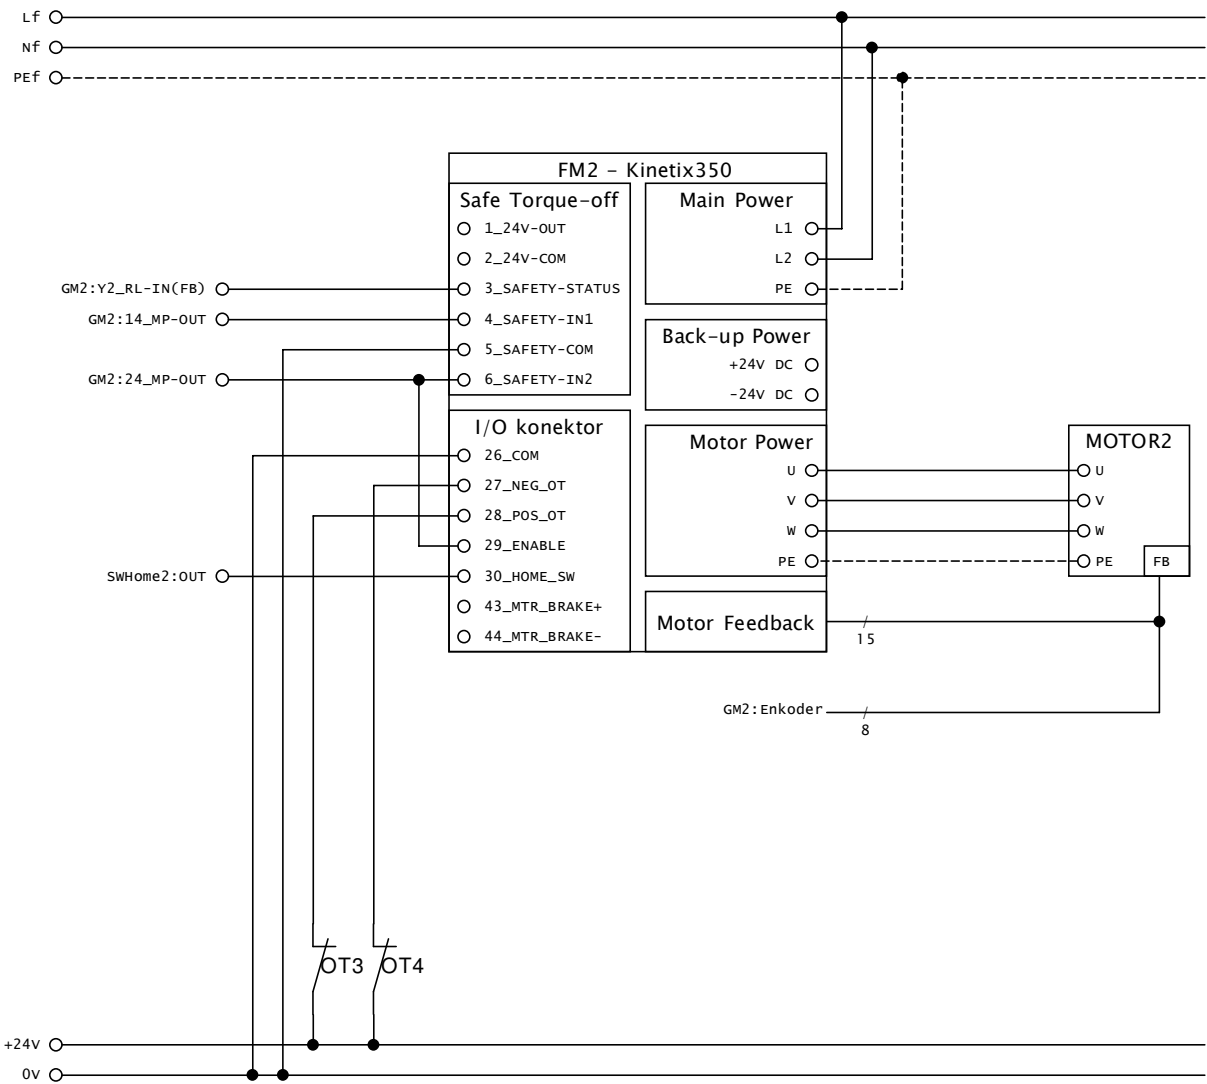 Lf
Nf
PEf
FM2 – Kinetix350
Safe Torque–off
1_24V-OUT
2_24V-COM
3_SAFETY-STATUS
4_SAFETY-IN1
5_SAFETY-COM
6_SAFETY-IN2
GM2:Y2_RL-IN(FB)
GM2:14_MP-OUT
GM2:24_MP-OUT
Main Power
L1
L2
PE
Back–up Power
+24V DC
-24V DC
I/O konektor
26_COM
27_NEG_OT
28_POS_OT
29_ENABLE
30_HOME_SW
43_MTR_BRAKE+
44_MTR_BRAKE-
SWHome2:OUT
Motor Power
U
V
W
PE
MOTOR2
U
V
W
PE
FB
Motor Feedback
15
GM2:Enkoder
8
OT3
OT4
+24V
0V